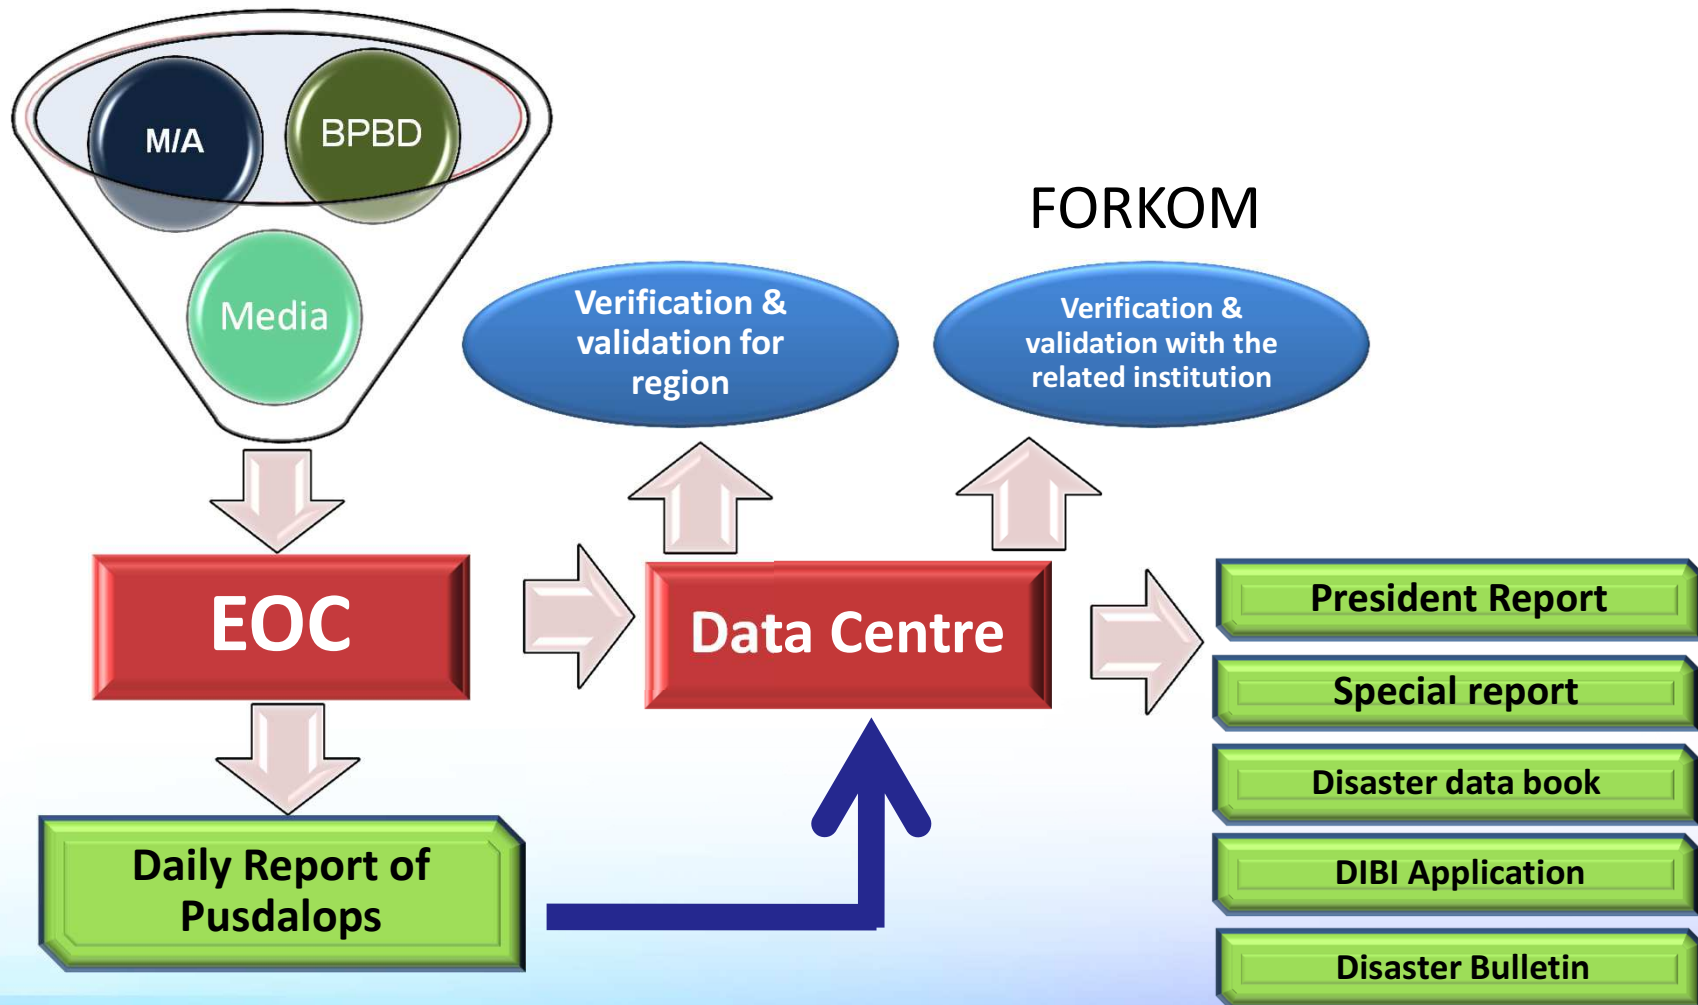 M/A
BPBD
Media
FORKOM
Verification &
validation for
region
Verification &
validation with the
related institution
EOC
Data Centre
Daily Report of
Pusdalops
President Report
Special report
Disaster data book
DIBI Application
Disaster Bulletin